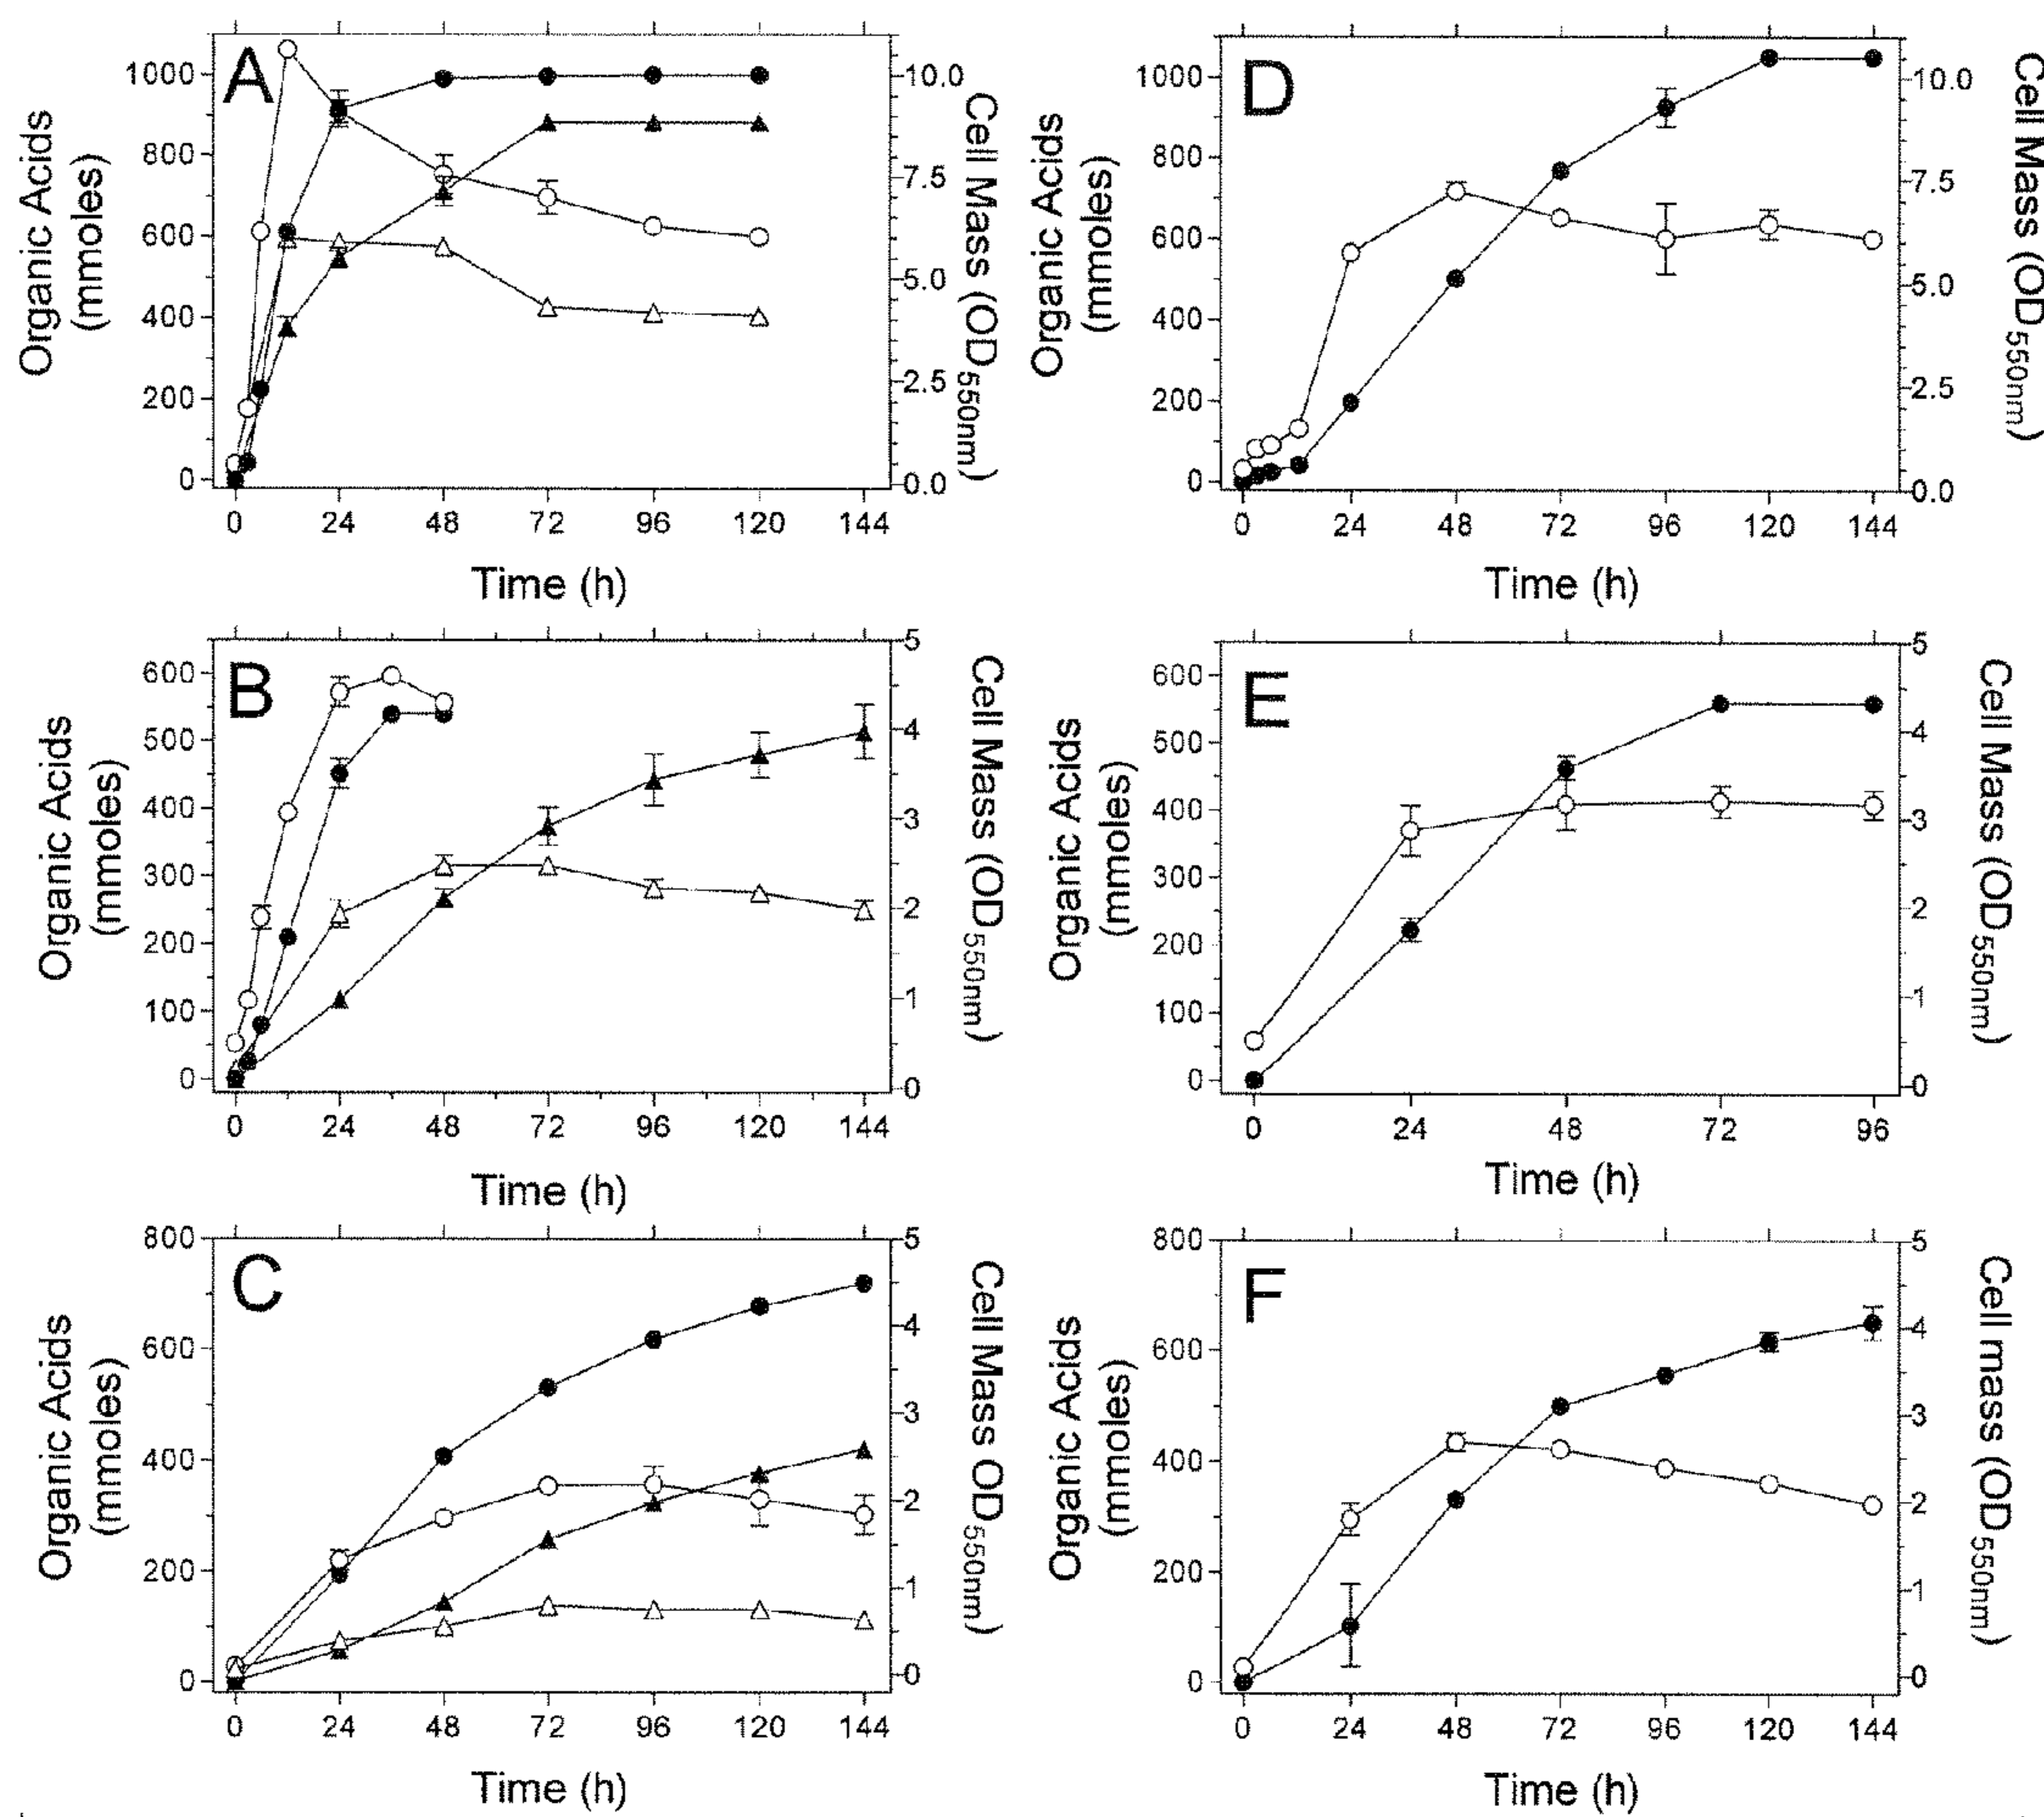 A
Organic Acids
(mmoles)
1000
800
600
400
200
0
10.0
7.5
5.0
2.5
0.0
Cell Mass (OD550nm)
0 24 48 72 96 120 144
Time (h)
D
Organic Acids
(mmoles)
1000
800
600
400
200
0
10.0
7.5
5.0
2.5
0.0
Cell Mass (OD550nm)
0 24 48 72 96 120 144
Time (h)
B
Organic Acids
(mmoles)
600
500
400
300
200
100
0
5
4
3
2
1
0
Cell Mass (OD550nm)
0 24 48 72 96 120 144
Time (h)
E
Organic Acids
(mmoles)
600
500
400
300
200
100
0
5
4
3
2
1
0
Cell Mass (OD550nm)
0 24 48 72 96
Time (h)
C
Organic Acids
(mmoles)
800
600
400
200
0
5
4
3
2
1
0
Cell Mass OD550nm)
0 24 48 72 96 120 144
Time (h)
F
Organic Acids
(mmoles)
800
600
400
200
0
5
4
3
2
1
0
Cell mass (OD550nm)
0 24 48 72 96 120 144
Time (h)